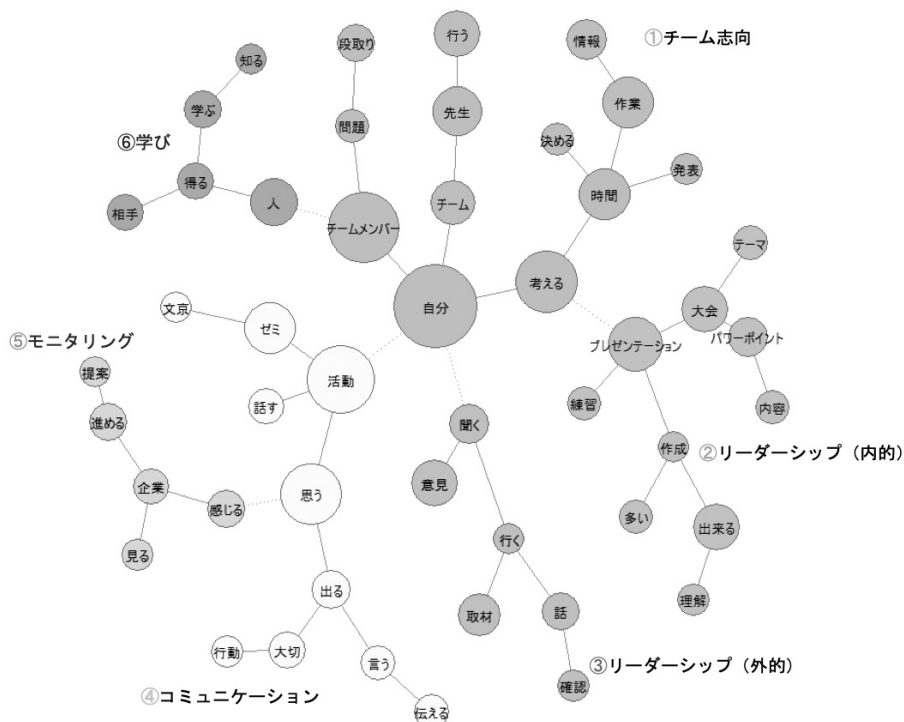 ①チーム志向
段取り
行う
情報
知る
作業
学ぶ
先生
問題
⑥学び
決める
発表
得る
人
チーム
時間
相手
チームメンバー
テーマ
考える
自分
大会
文京
ゼミ
プレゼンテーション
パワーポイント
⑤モニタリング
提案
活動
話す
練習
内容
進める
聞く
作成
②リーダーシップ（内的）
企業
意見
思う
感じる
多い
出来る
見る
行く
出る
理解
取材
話
行動
大切
言う
③リーダーシップ（外的）
確認
④コミュニケーション
伝える